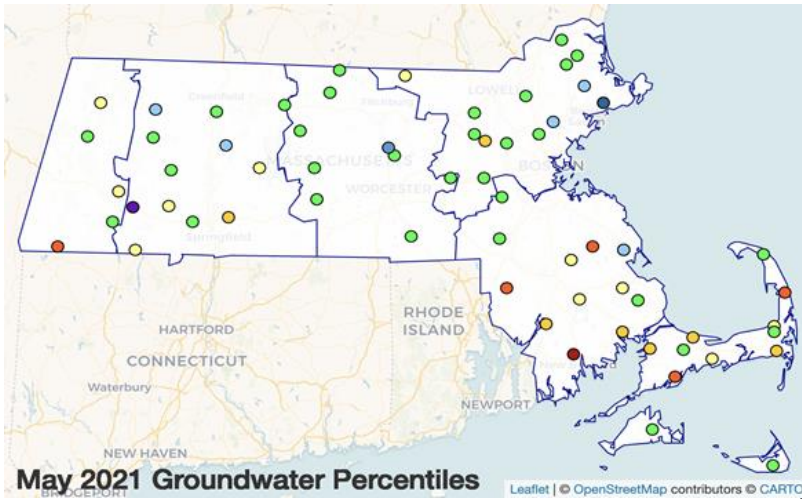 Greenfield
Fitchburg
LOWELL
MASSACHUSETTS
BOSTON
WORCESTER
Springfield
HARTFORD
RHODE
ISLAND
CONNECTICUT
Waterbury
NEWPORT
NEW HAVEN
May 2021 Groundwater Percentiles
BRIDGEPORT
Leaflet | © OpenStreetMap contributors © CARTO